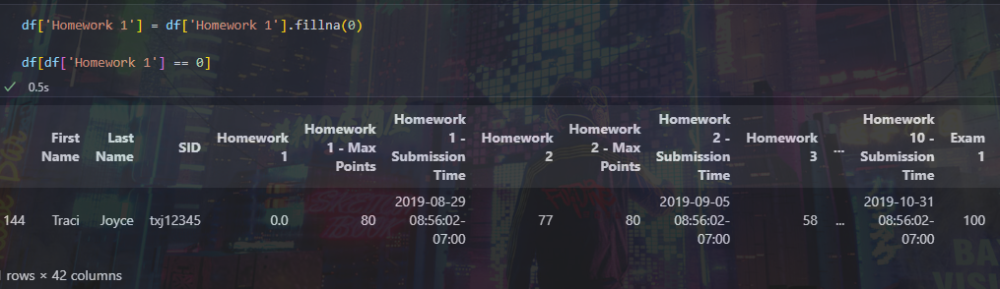 df['Homework 1'] = df['Homework 1'].fillna(0)
df[df['Homework 1'] == 0]
0.5s
First Name Last Name SID Homework 1 Homework 1 - Max Points Homework 1 - Submission Time Homework 2 Homework 2 - Max Points Homework 2 - Submission Time Homework 3 ... Homework 10 - Submission Time Exam 1
144 Traci Joyce txj12345 0.0 80 2019-08-29 08:56:02-07:00 77 80 2019-09-05 08:56:02-07:00 58 ... 2019-10-31 08:56:02-07:00 100
rows × 42 columns